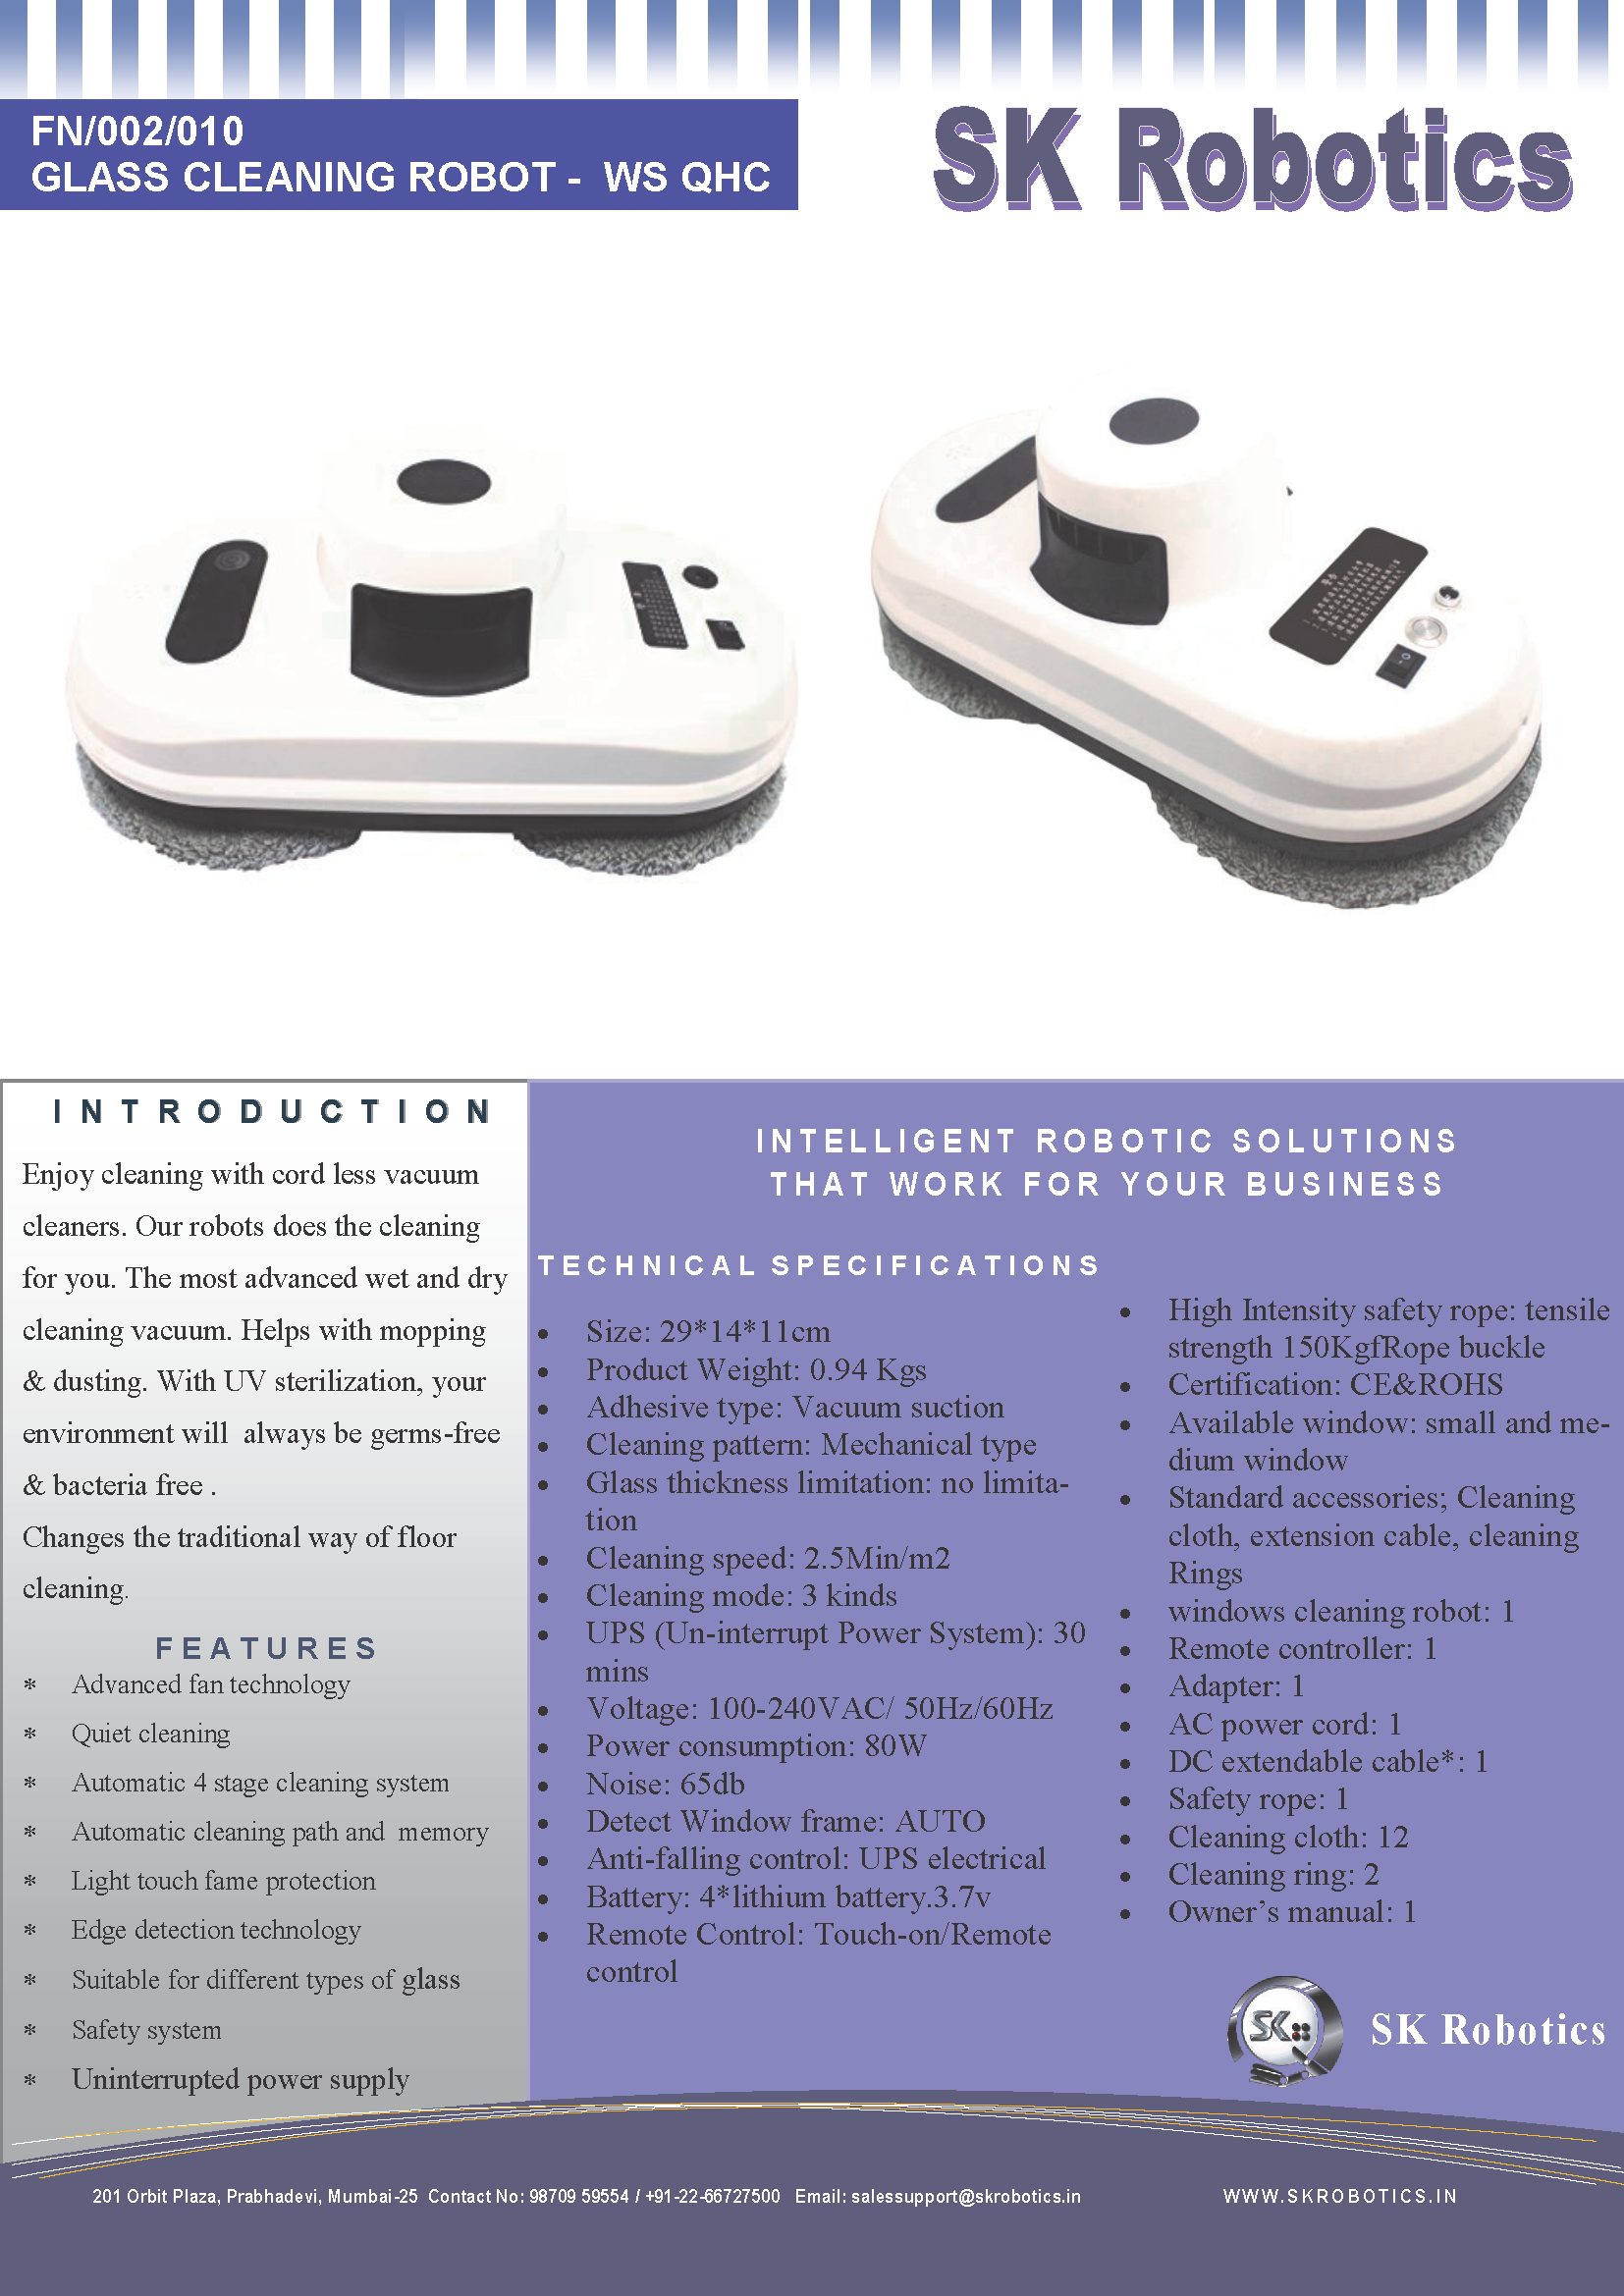 FN/002/010
GLASS CLEANING ROBOT -  WS QHC
SK Robotics
INTRODUCTION
Enjoy cleaning with cord less vacuum
cleaners. Our robots does the cleaning
for you. The most advanced wet and dry
cleaning vacuum. Helps with mopping
& dusting. With UV sterilization, your
environment will  always be germs-free
& bacteria free .
Changes the traditional way of floor
cleaning.
FEATURES
* Advanced fan technology
* Quiet cleaning
* Automatic 4 stage cleaning system
* Automatic cleaning path and  memory
* Light touch fame protection
* Edge detection technology
* Suitable for different types of glass
* Safety system
* Uninterrupted power supply
INTELLIGENT ROBOTIC SOLUTIONS
THAT WORK FOR YOUR BUSINESS
TECHNICAL SPECIFICATIONS
• Size: 29*14*11cm
• Product Weight: 0.94 Kgs
• Adhesive type: Vacuum suction
• Cleaning pattern: Mechanical type
• Glass thickness limitation: no limita-
tion
• Cleaning speed: 2.5Min/m2
• Cleaning mode: 3 kinds
• UPS (Un-interrupt Power System): 30
mins
• Voltage: 100-240VAC/ 50Hz/60Hz
• Power consumption: 80W
• Noise: 65db
• Detect Window frame: AUTO
• Anti-falling control: UPS electrical
• Battery: 4*lithium battery.3.7v
• Remote Control: Touch-on/Remote
control
• High Intensity safety rope: tensile
strength 150KgfRope buckle
• Certification: CE&ROHS
• Available window: small and me-
dium window
• Standard accessories; Cleaning
cloth, extension cable, cleaning
Rings
• windows cleaning robot: 1
• Remote controller: 1
• Adapter: 1
• AC power cord: 1
• DC extendable cable*: 1
• Safety rope: 1
• Cleaning cloth: 12
• Cleaning ring: 2
• Owner’s manual: 1
SK
SK Robotics
201 Orbit Plaza, Prabhadevi, Mumbai-25  Contact No: 98709 59554 / +91-22-66727500   Email: salessupport@skrobotics.in
WWW.SKROBOTICS.IN